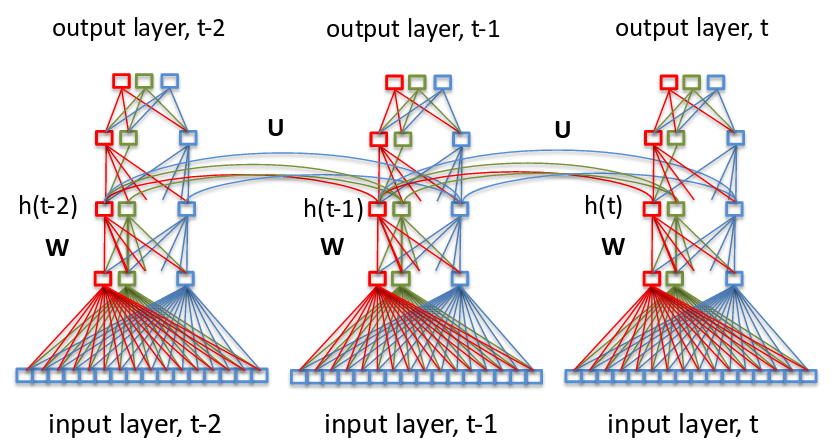 output layer, t-2
output layer, t-1
output layer, t
U
U
h(t-2)
h(t-1)
h(t)
W
W
W
input layer, t-2
input layer, t-1
input layer, t